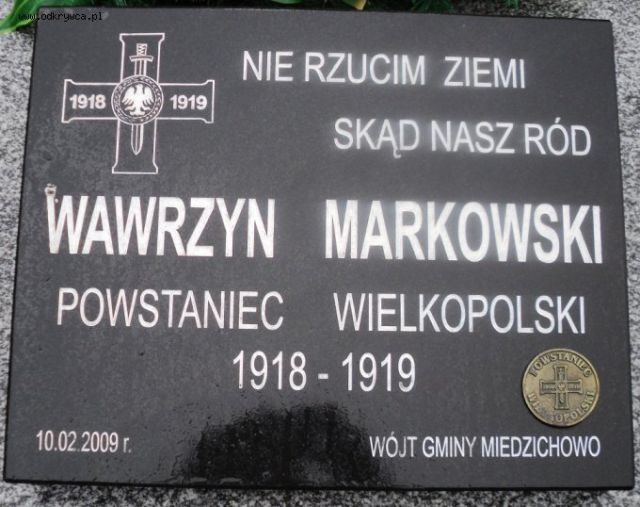 www.odkrywca.pl
1918 1919
NIE RZUCIM ZIEMI
SKĄD NASZ RÓD
WAWRZYN MARKOWSKI
POWSTANIEC WIELKOPOLSKI
1918 - 1919
POWSTANIEC
WIELKOPOLSKI
10.02.2009 r.
WÓJT GMINY MIEDZICHOWO